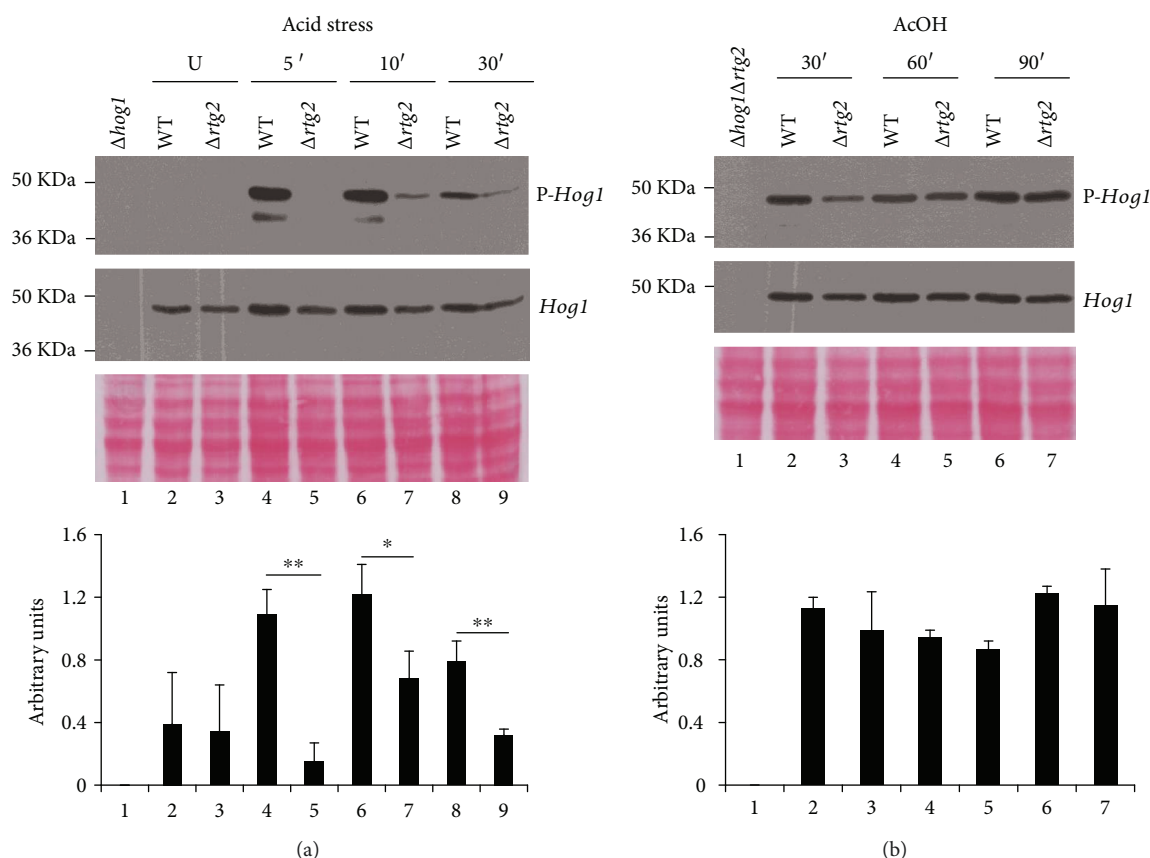 Acid stress
U 5′ 10′ 30′
Δhog1 WT Δrtg2 WT Δrtg2 WT Δrtg2 WT Δrtg2
50 KDa
P-Hog1
36 KDa
50 KDa
Hog1
36 KDa
1 2 3 4 5 6 7 8 9
1.6
1.2
0.8
0.4
0
Arbitrary units
** * **
1 2 3 4 5 6 7 8 9
(a)
AcOH
30′ 60′ 90′
Δhog1Δrtg2 WT Δrtg2 WT Δrtg2 WT Δrtg2
50 KDa
P-Hog1
36 KDa
50 KDa
Hog1
1 2 3 4 5 6 7
1.6
1.2
0.8
0.4
0
Arbitrary units
1 2 3 4 5 6 7
(b)